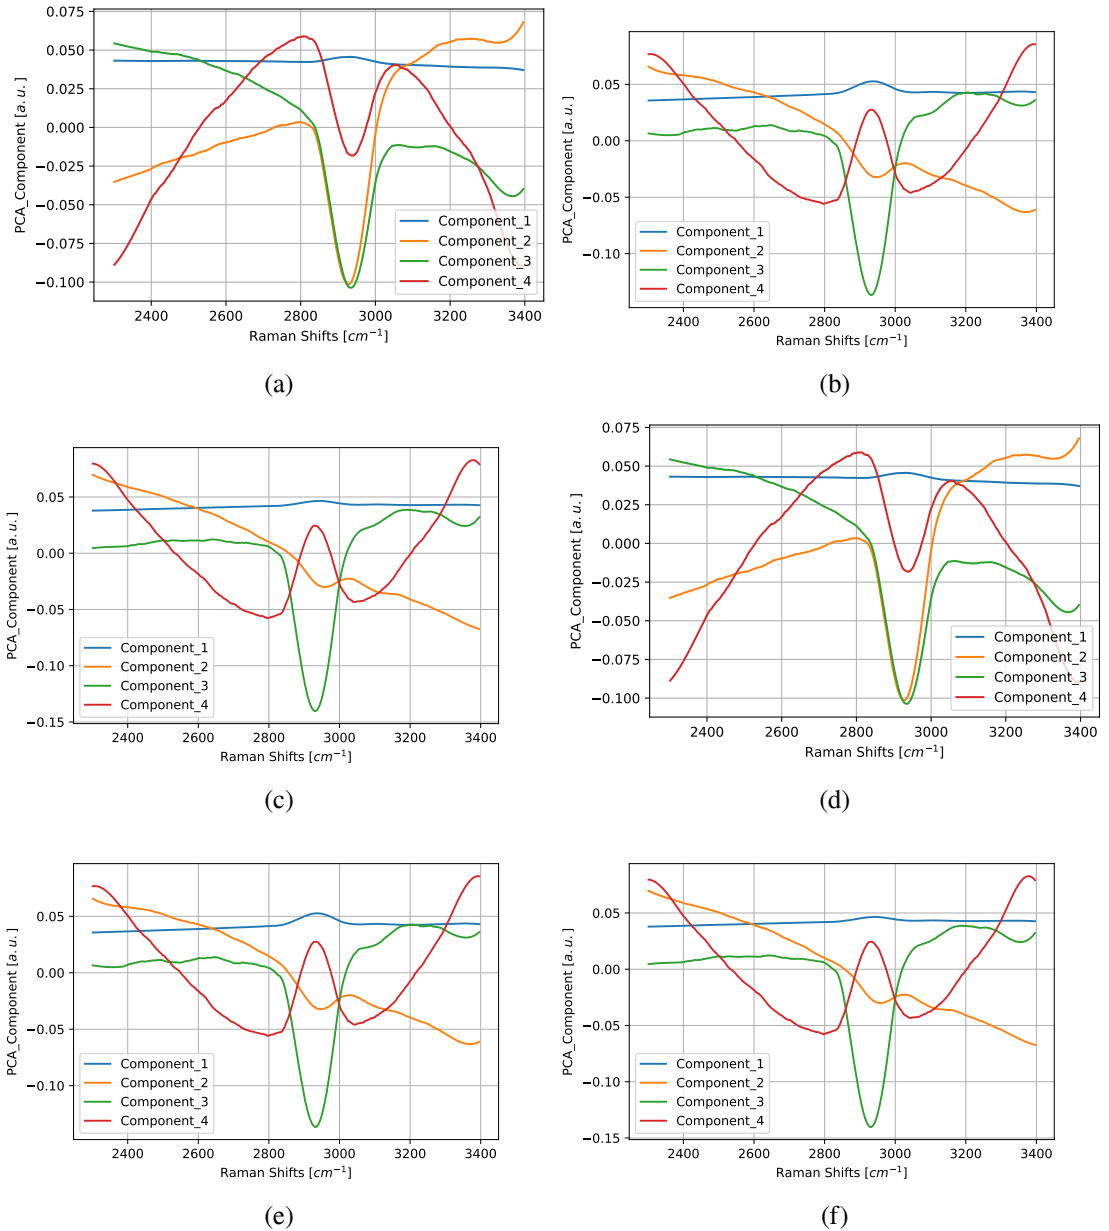 0.075
0.050
0.025
0.000
−0.025
−0.050
−0.075
−0.100
PCA_Component [a. u. ]
Component_1
Component_2
Component_3
Component_4
2400 2600 2800 3000 3200 3400
Raman Shifts [cm⁻¹]
(a)
0.05
0.00
−0.05
−0.10
PCA_Component [a. u. ]
Component_1
Component_2
Component_3
Component_4
2400 2600 2800 3000 3200 3400
Raman Shifts [cm⁻¹]
(b)
0.05
0.00
−0.05
−0.10
−0.15
PCA_Component [a. u. ]
Component_1
Component_2
Component_3
Component_4
2400 2600 2800 3000 3200 3400
Raman Shifts [cm⁻¹]
(c)
0.075
0.050
0.025
0.000
−0.025
−0.050
−0.075
−0.100
PCA_Component [a. u. ]
Component_1
Component_2
Component_3
Component_4
2400 2600 2800 3000 3200 3400
Raman Shifts [cm⁻¹]
(d)
0.05
0.00
−0.05
−0.10
PCA_Component [a. u. ]
Component_1
Component_2
Component_3
Component_4
2400 2600 2800 3000 3200 3400
Raman Shifts [cm⁻¹]
(e)
0.05
0.00
−0.05
−0.10
−0.15
PCA_Component [a. u. ]
Component_1
Component_2
Component_3
Component_4
2400 2600 2800 3000 3200 3400
Raman Shifts [cm⁻¹]
(f)